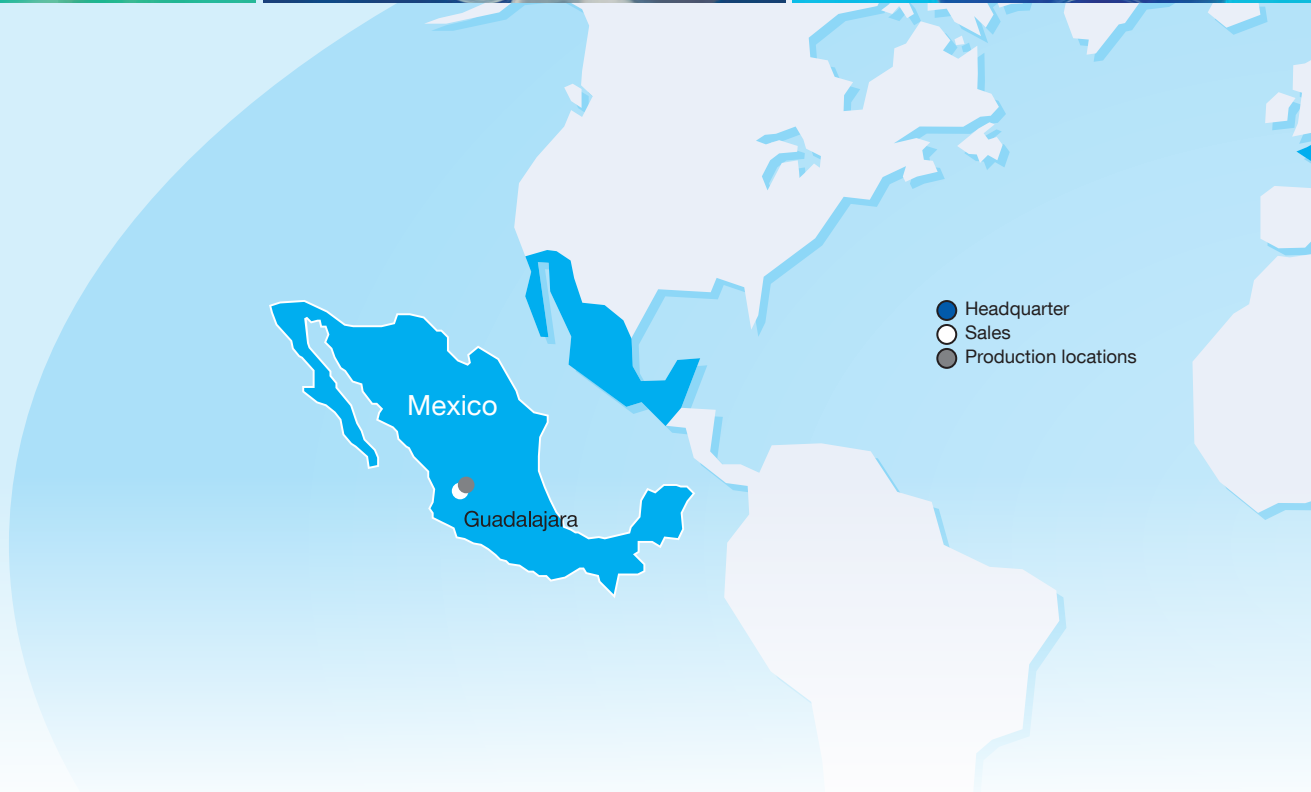 Headquarter
Sales
Production locations
Mexico
Guadalajara